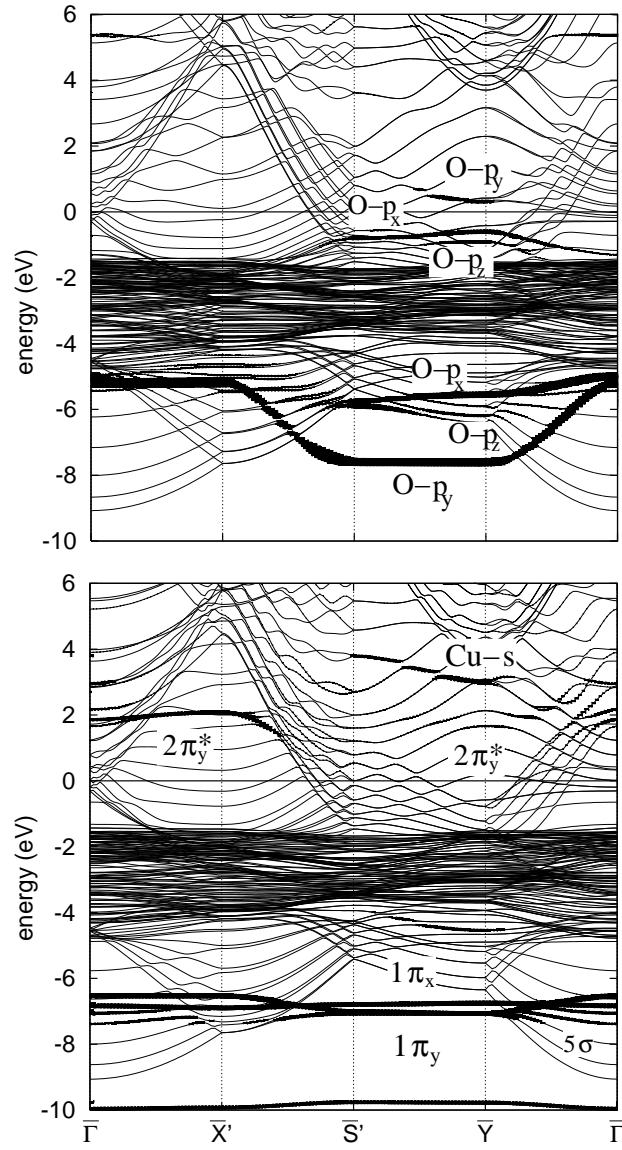 6
4
2
0
-2
-4
-6
-8
-10
energy (eV)
O-p_y
O-p_x
O-p_z
O-p_x
O-p_z
O-p_y
6
4
2
0
-2
-4
-6
-8
-10
energy (eV)
Cu-s
2π*_y
2π*_y
1π_x
1π_y
5σ
Γ̅ X̅' S̅' Y̅ Γ̅